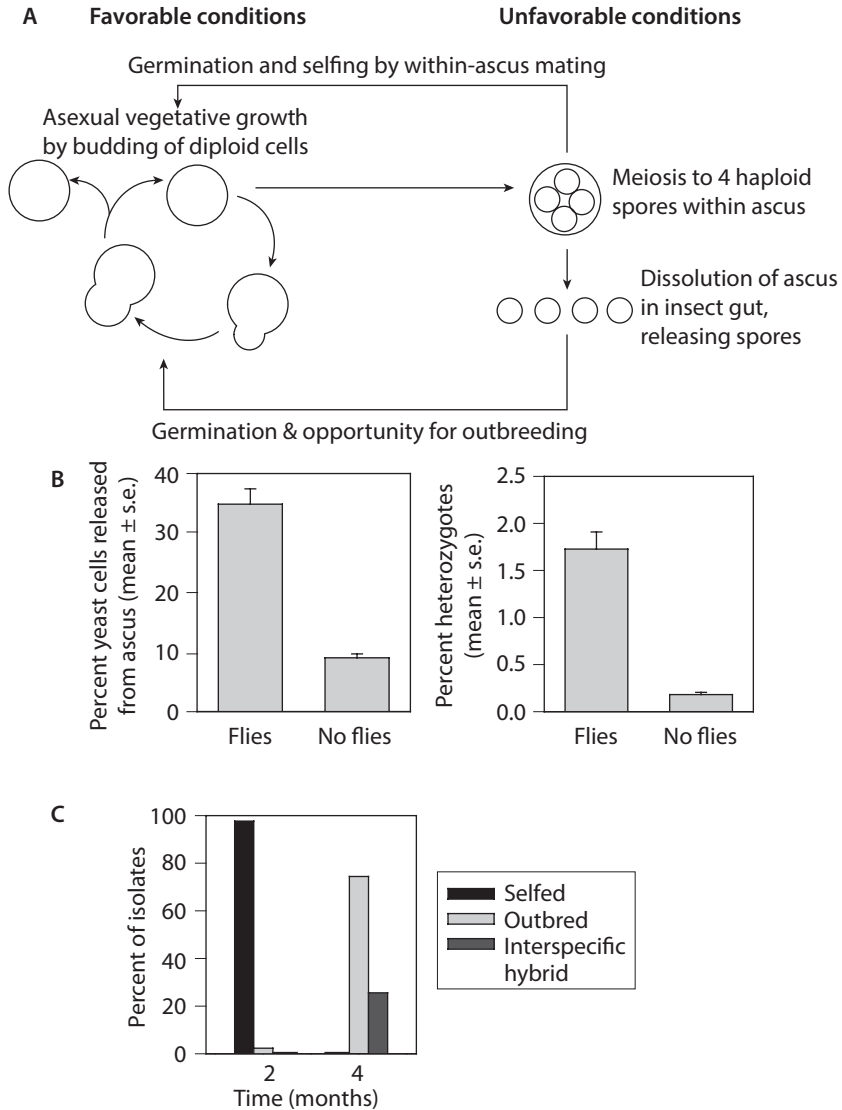 A Favorable conditions Unfavorable conditions
Germination and selfing by within-ascus mating
Asexual vegetative growth
by budding of diploid cells
Meiosis to 4 haploid
spores within ascus
Dissolution of ascus
in insect gut,
releasing spores
Germination & opportunity for outbreeding
B
Percent yeast cells released
from ascus (mean ± s.e.)
40
30
20
10
0
Flies No flies
Percent heterozygotes
(mean ± s.e.)
2.5
2.0
1.5
1.0
0.5
0.0
Flies No flies
C
Percent of isolates
100
80
60
40
20
0
2 4
Time (months)
Selfed
Outbred
Interspecific
hybrid